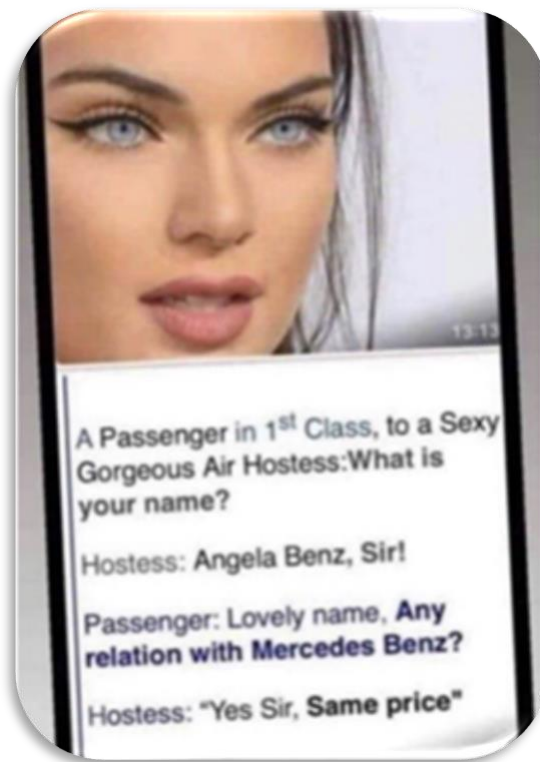 13:13
A Passenger in 1st Class, to a Sexy
Gorgeous Air Hostess:What is
your name?
Hostess: Angela Benz, Sir!
Passenger: Lovely name, Any
relation with Mercedes Benz?
Hostess: "Yes Sir, Same price"